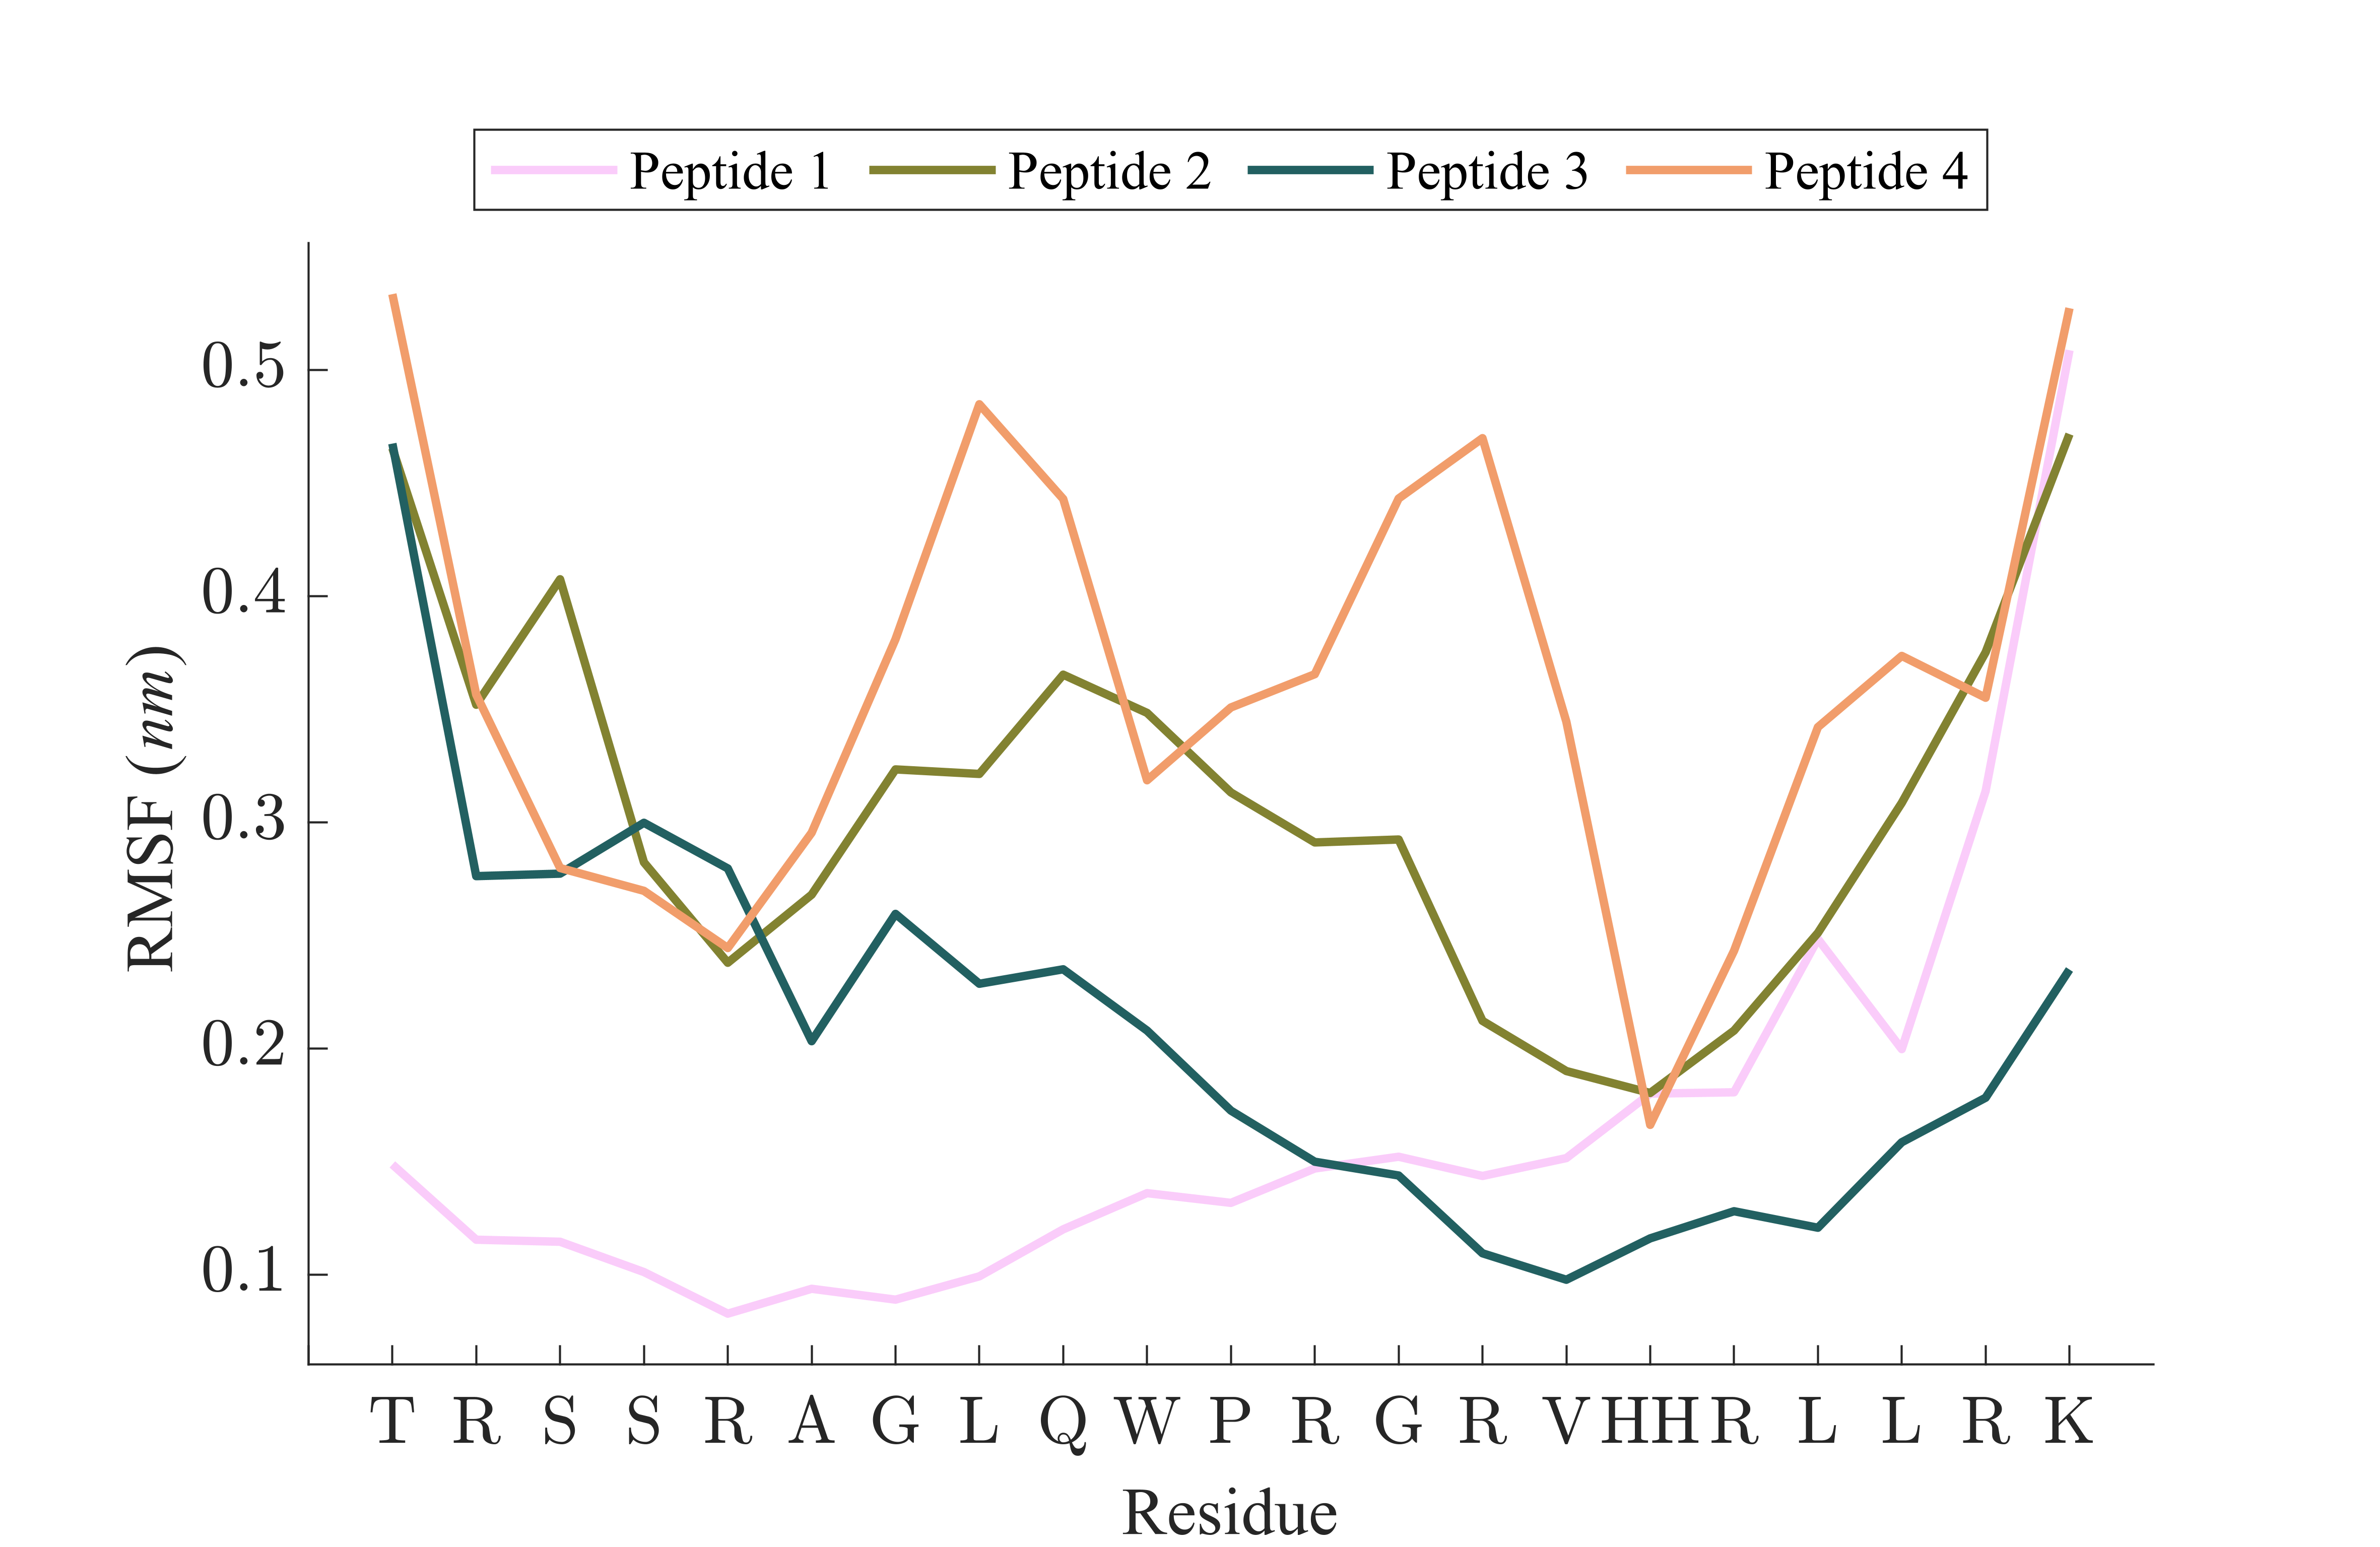 Peptide 1 Peptide 2 Peptide 3 Peptide 4
0.5
0.4
0.3
0.2
0.1
RMSF (nm)
T R S S R A G L Q W P R G R V HH R L L R K
Residue